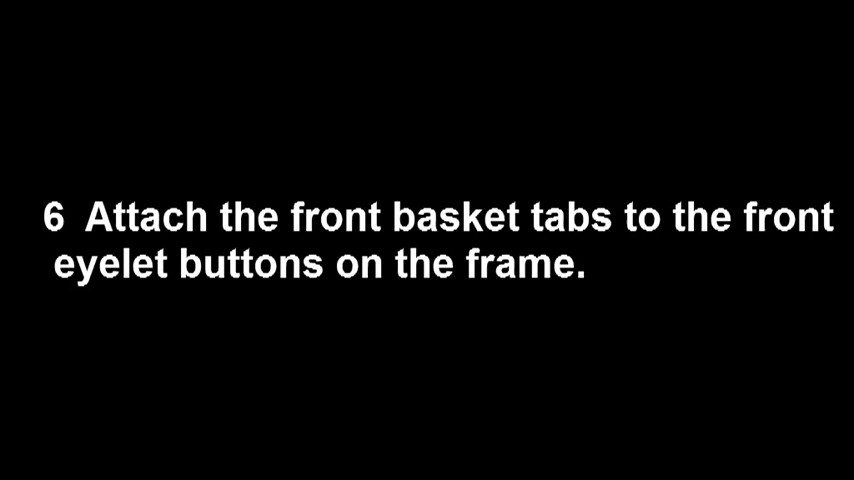 6  Attach the front basket tabs to the front
eyelet buttons on the frame.